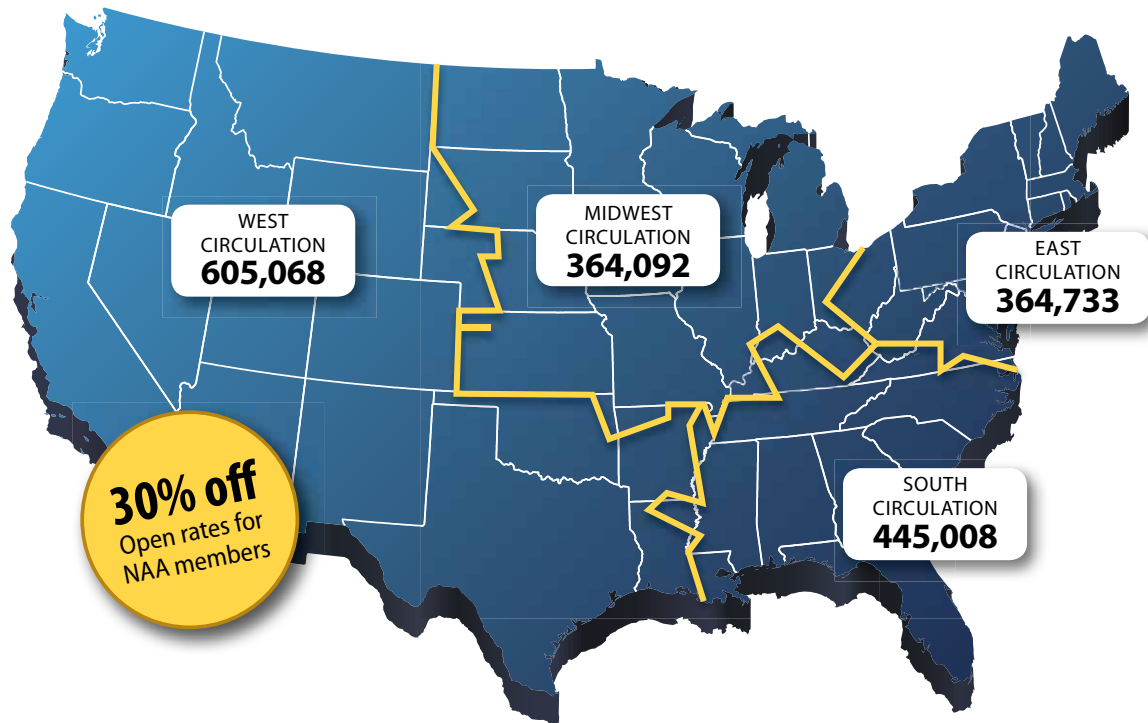 WEST
CIRCULATION
605,068
MIDWEST
CIRCULATION
364,092
EAST
CIRCULATION
364,733
30% off
Open rates for
NAA members
SOUTH
CIRCULATION
445,008